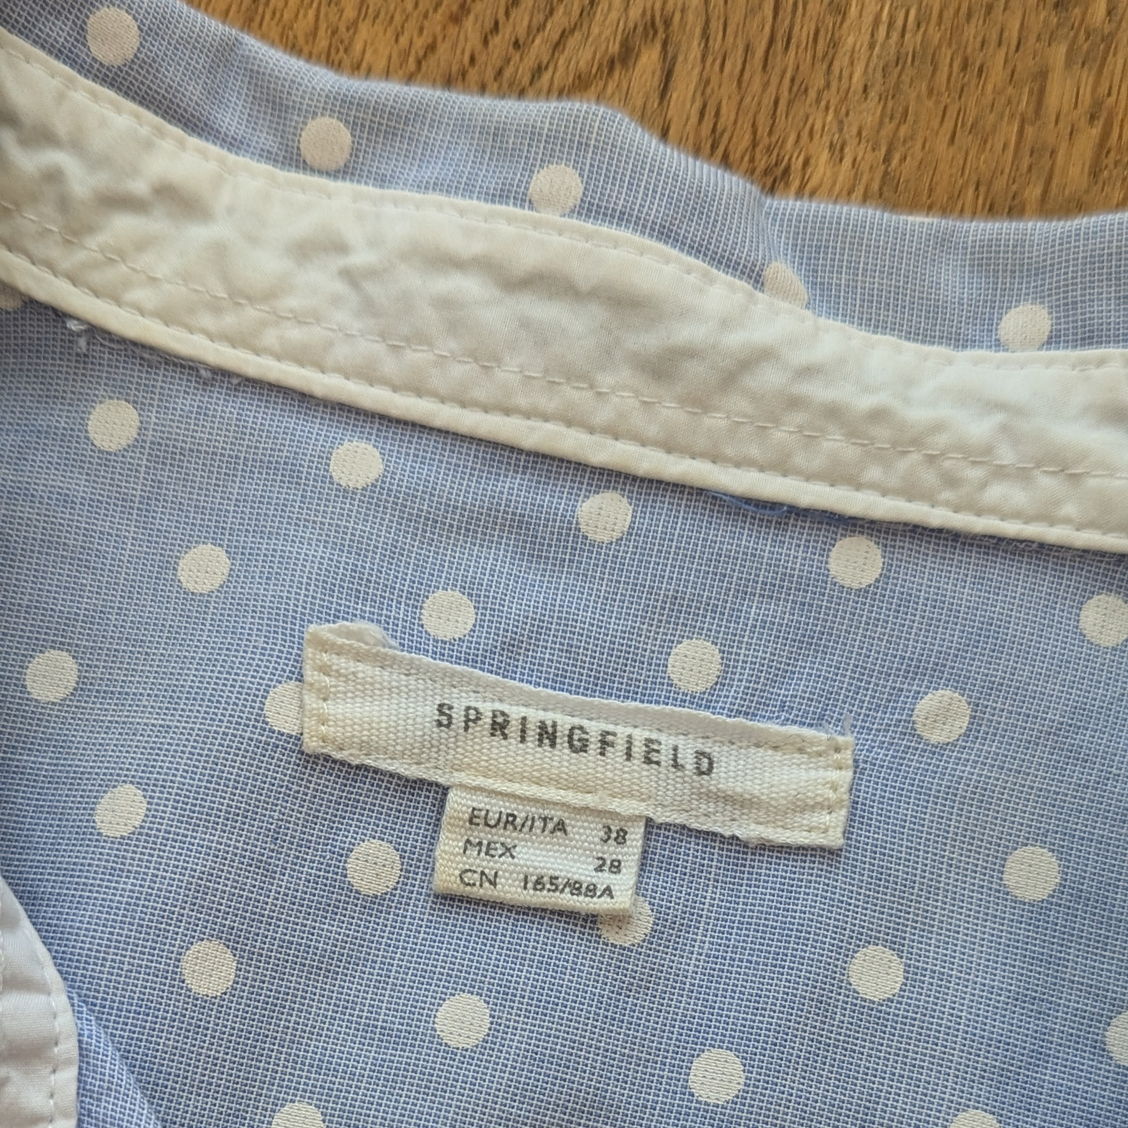 SPRINGFIELD
EUR/ITA 38
MEX 28
CN 165/88A